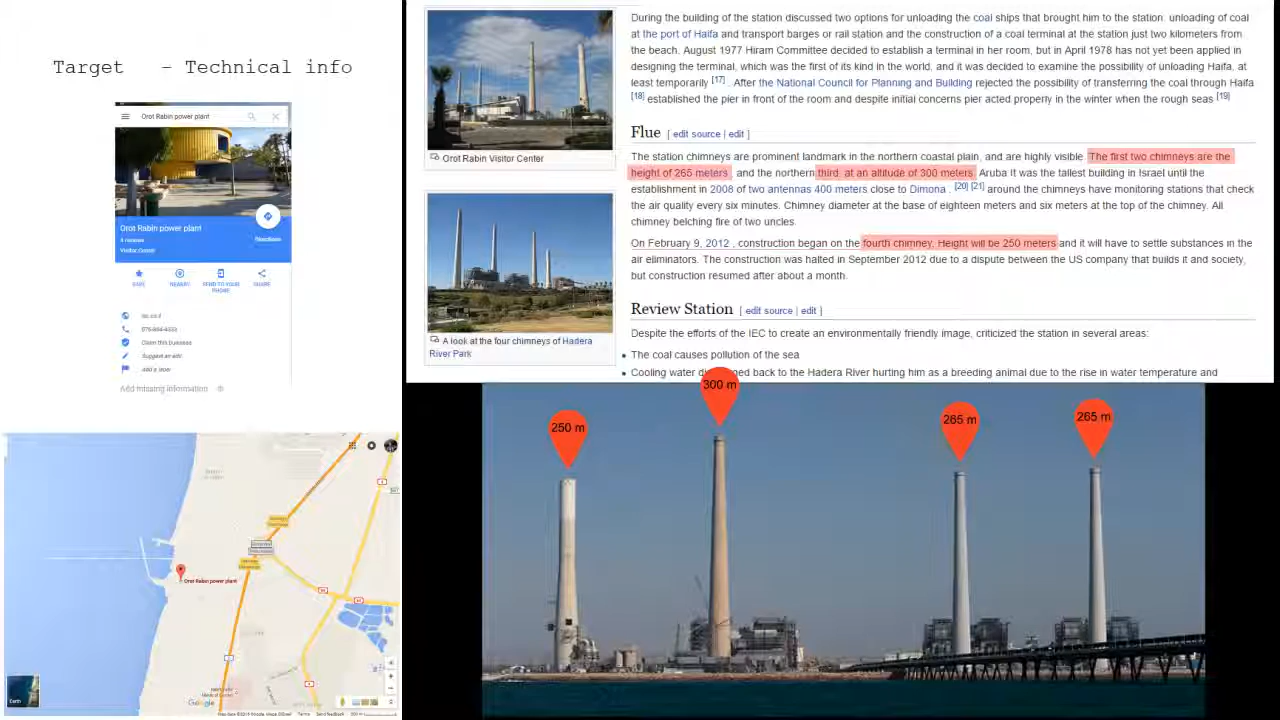 Target - Technical info
Orot Rabin power plant
Orot Rabin power plant
Directions
SAVE
NEARBY
SEND TO YOUR
PHONE
SHARE
Claim this business
Suggest an edit
Add missing information
Orot Rabin power plant
Google
Earth
Orot Rabin Visitor Center
A look at the four chimneys of Hadera
River Park
During the building of the station discussed two options for unloading the coal ships that brought him to the station. unloading of coal
at the port of Haifa and transport barges or rail station and the construction of a coal terminal at the station just two kilometers from
the beach. August 1977 Hiram Committee decided to establish a terminal in her room, but in April 1978 has not yet been applied in
designing the terminal, which was the first of its kind in the world, and it was decided to examine the possibility of unloading Haifa, at
least temporarily [17] . After the National Council for Planning and Building rejected the possibility of transferring the coal through Haifa
[18] established the pier in front of the room and despite initial concerns pier acted properly in the winter when the rough seas [19]
Flue [ edit source | edit ]
The station chimneys are prominent landmark in the northern coastal plain, and are highly visible. The first two chimneys are the
height of 265 meters , and the northern third, at an altitude of 300 meters. Aruba It was the tallest building in Israel until the
establishment in 2008 of two antennas 400 meters close to Dimona . [20] [21] around the chimneys have monitoring stations that check
the air quality every six minutes. Chimney diameter at the base of eighteen meters and six meters at the top of the chimney. All
chimney belching fire of two uncles.
On February 9, 2012 , construction began on the fourth chimney, Height will be 250 meters and it will have to settle substances in the
air eliminators. The construction was halted in September 2012 due to a dispute between the US company that builds it and society,
but construction resumed after about a month.
Review Station [ edit source | edit ]
Despite the efforts of the IEC to create an environmentally friendly image, criticized the station in several areas:
The coal causes pollution of the sea
Cooling water back to the Hadera River hurting him as a breeding animal due to the rise in water temperature and
250 m
300 m
265 m
265 m